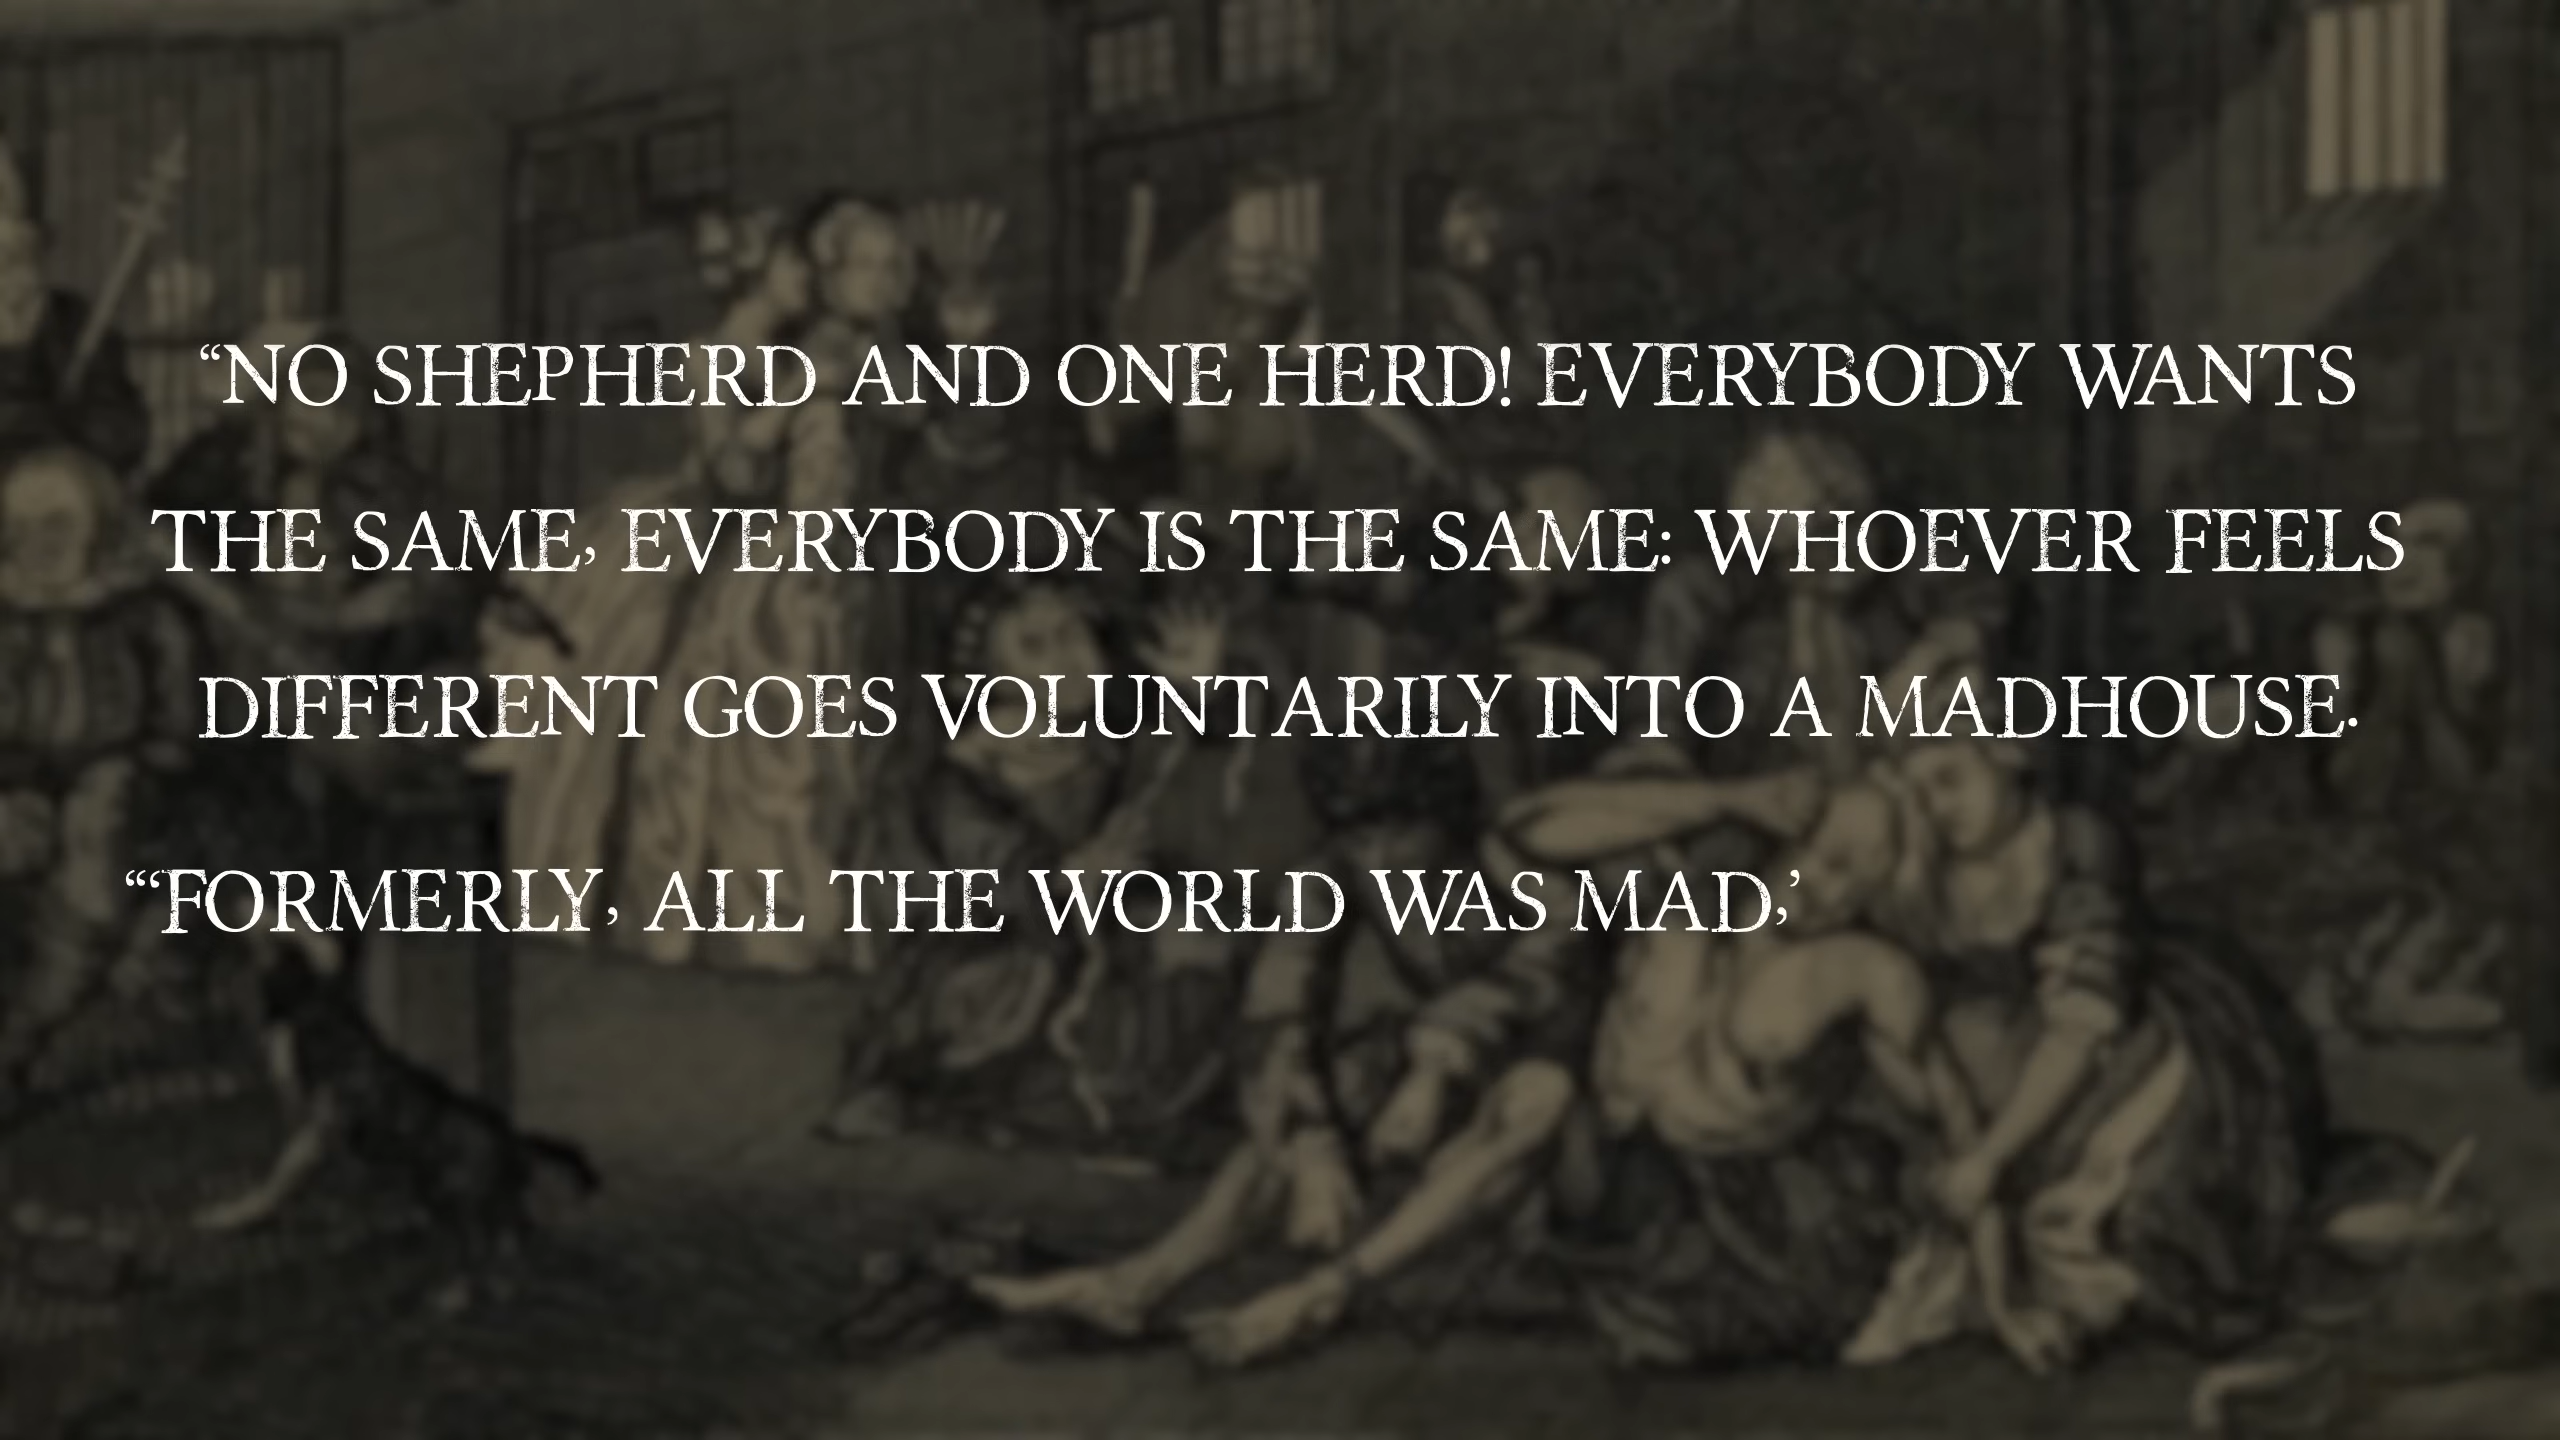 “NO SHEPHERD AND ONE HERD! EVERYBODY WANTS
THE SAME, EVERYBODY IS THE SAME: WHOEVER FEELS
DIFFERENT GOES VOLUNTARILY INTO A MADHOUSE.
“‘FORMERLY, ALL THE WORLD WAS MAD,’